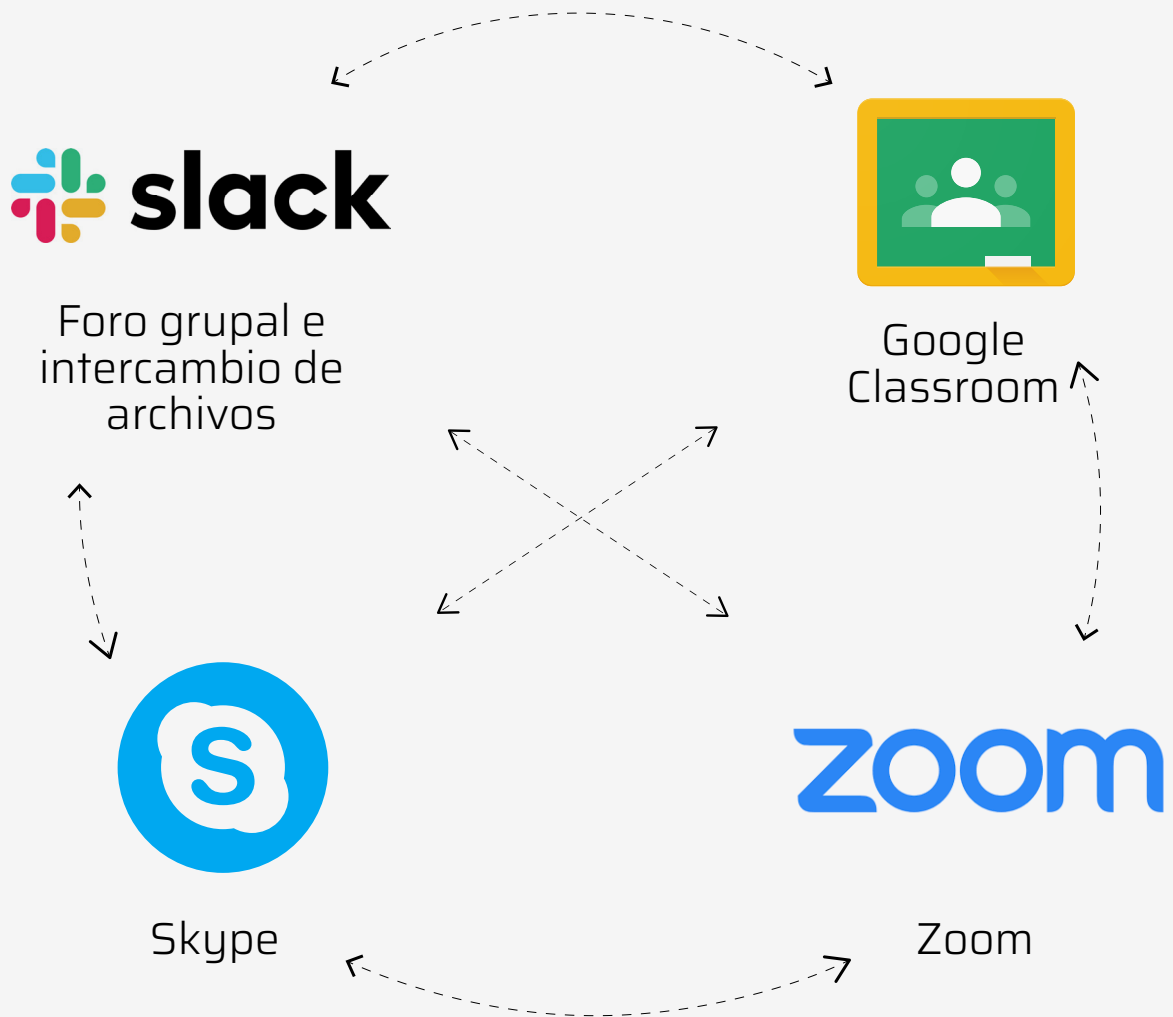 slack
Foro grupal e
intercambio de
archivos
Google
Classroom
S
Skype
zoom
Zoom